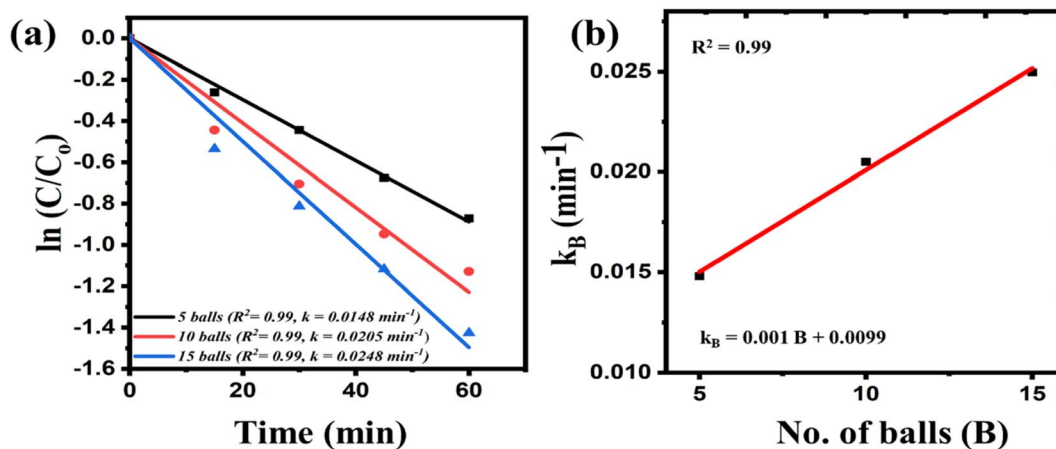 (a)
ln (C/C₀)
0.0
-0.2
-0.4
-0.6
-0.8
-1.0
-1.2
-1.4
-1.6
5 balls (R²= 0.99, k = 0.0148 min⁻¹)
10 balls (R²= 0.99, k = 0.0205 min⁻¹)
15 balls (R²= 0.99, k = 0.0248 min⁻¹)
0 20 40 60
Time (min)
(b)
k_B (min⁻¹)
R² = 0.99
0.025
0.020
0.015
0.010
k_B = 0.001 B + 0.0099
5 10 15
No. of balls (B)